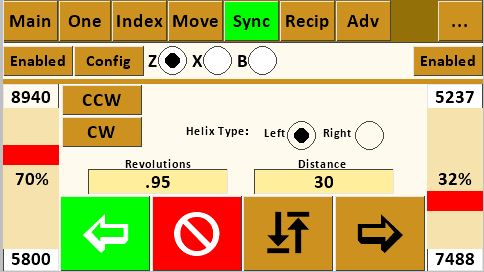 Main One Index Move Sync Recip Adv ...
Enabled Config Z X B Enabled
8940 CCW 5237
CW
Helix Type: Left Right
Revolutions Distance
70% .95 30 32%
5800 7488